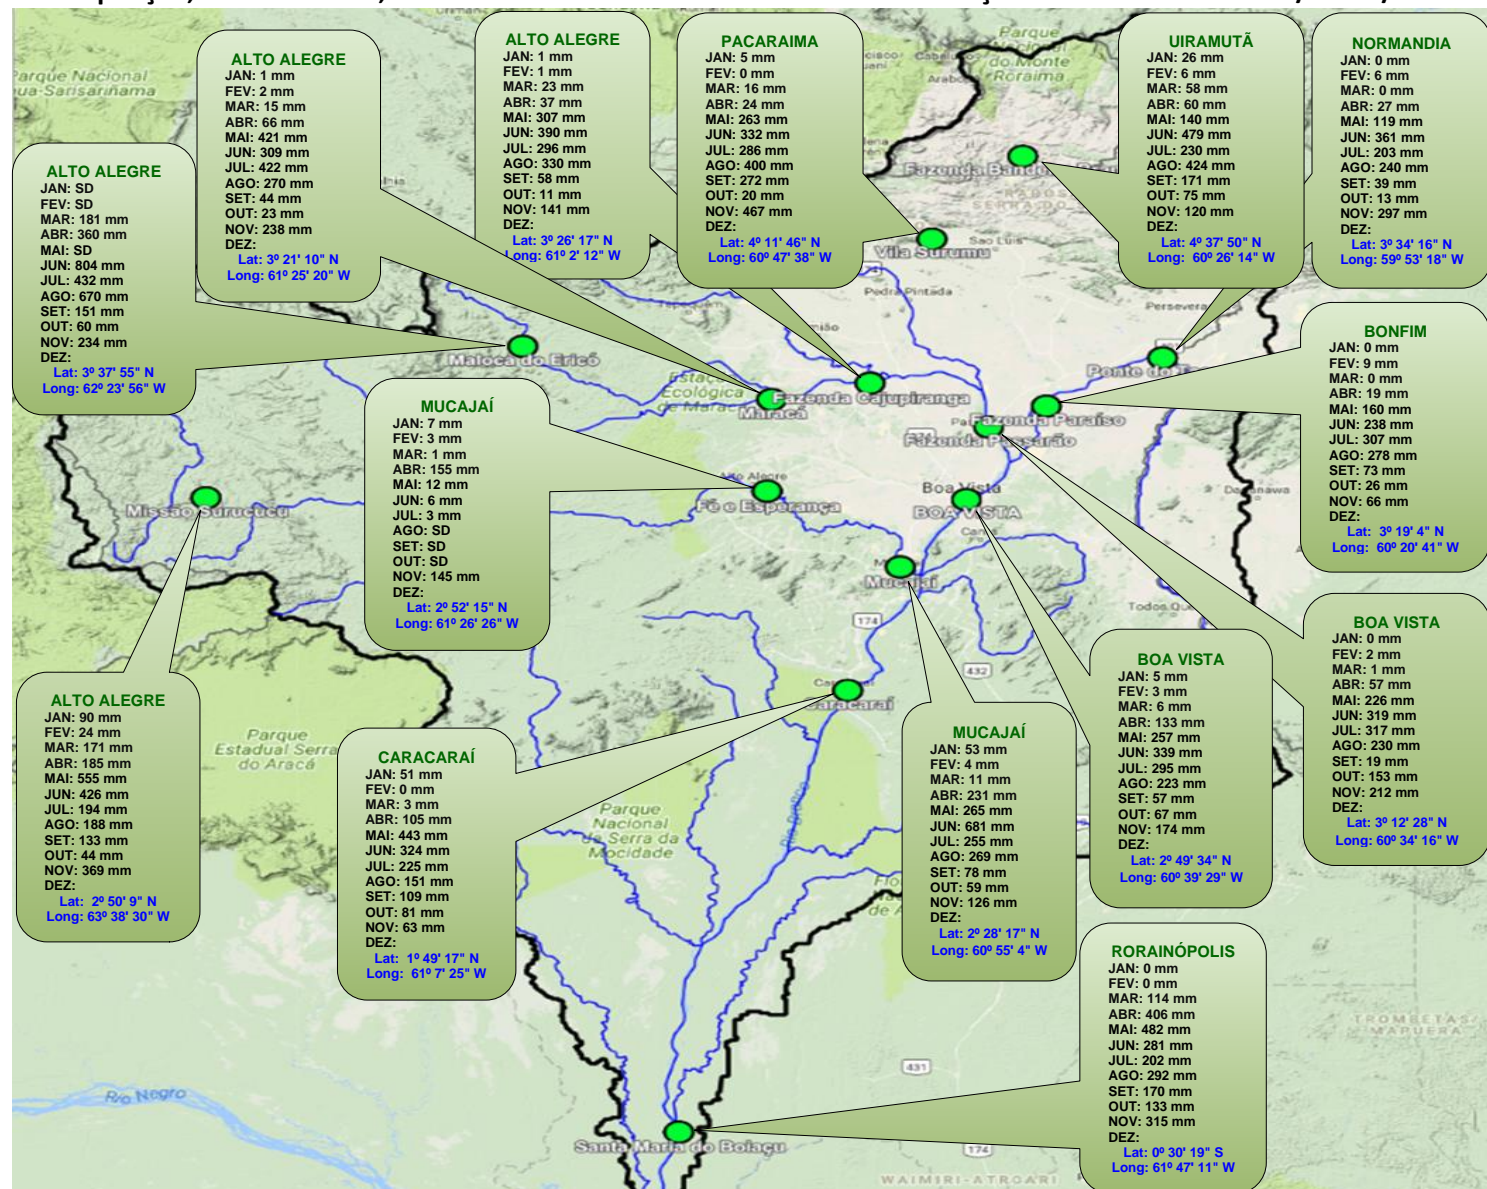 ALTO ALEGRE
JAN: 1 mm
FEV: 2 mm
MAR: 15 mm
ABR: 66 mm
MAI: 421 mm
JUN: 309 mm
JUL: 422 mm
AGO: 270 mm
SET: 44 mm
OUT: 23 mm
NOV: 238 mm
DEZ:
Lat: 3º 21' 10" N
Long: 61º 25' 20" W
ALTO ALEGRE
JAN: 1 mm
FEV: 1 mm
MAR: 23 mm
ABR: 37 mm
MAI: 307 mm
JUN: 390 mm
JUL: 296 mm
AGO: 330 mm
SET: 58 mm
OUT: 11 mm
NOV: 141 mm
DEZ:
Lat: 3º 26' 17" N
Long: 61º 2' 12" W
PACARAIMA
JAN: 5 mm
FEV: 0 mm
MAR: 16 mm
ABR: 24 mm
MAI: 263 mm
JUN: 332 mm
JUL: 286 mm
AGO: 400 mm
SET: 272 mm
OUT: 20 mm
NOV: 467 mm
DEZ:
Lat: 4º 11' 46" N
Long: 60º 47' 38" W
UIRAMUTÃ
JAN: 26 mm
FEV: 6 mm
MAR: 58 mm
ABR: 60 mm
MAI: 140 mm
JUN: 479 mm
JUL: 230 mm
AGO: 424 mm
SET: 171 mm
OUT: 75 mm
NOV: 120 mm
DEZ:
Lat: 4º 37' 50" N
Long: 60º 26' 14" W
NORMANDIA
JAN: 0 mm
FEV: 6 mm
MAR: 0 mm
ABR: 27 mm
MAI: 119 mm
JUN: 361 mm
JUL: 203 mm
AGO: 240 mm
SET: 39 mm
OUT: 13 mm
NOV: 297 mm
DEZ:
Lat: 3º 34' 16" N
Long: 59º 53' 18" W
Parque
do Monte
Roraima
Parque Nacional
ALTO ALEGRE
JAN: SD
FEV: SD
MAR: 181 mm
ABR: 360 mm
MAI: SD
JUN: 804 mm
JUL: 432 mm
AGO: 670 mm
SET: 151 mm
OUT: 60 mm
NOV: 234 mm
DEZ:
Lat: 3º 37' 55" N
Long: 62º 23' 56" W
Vila Surumu
Pedra Pintada
Maloca do Ericó
Ponte do
BONFIM
JAN: 0 mm
FEV: 9 mm
MAR: 0 mm
ABR: 19 mm
MAI: 160 mm
JUN: 238 mm
JUL: 307 mm
AGO: 278 mm
SET: 73 mm
OUT: 26 mm
NOV: 66 mm
DEZ:
Lat: 3º 19' 4" N
Long: 60º 20' 41" W
Ecológica
Maracá
Fazenda Cajupiranga
Fazenda Paraíso
Fazenda Passarão
MUCAJAÍ
JAN: 7 mm
FEV: 3 mm
MAR: 1 mm
ABR: 155 mm
MAI: 12 mm
JUN: 6 mm
JUL: 3 mm
AGO: SD
SET: SD
OUT: SD
NOV: 145 mm
DEZ:
Lat: 2º 52' 15" N
Long: 61º 26' 26" W
Alto Alegre
Fé e Esperança
Boa Vista
BOA VISTA
Missão Surucucu
Mucajaí
174
432
ALTO ALEGRE
JAN: 90 mm
FEV: 24 mm
MAR: 171 mm
ABR: 185 mm
MAI: 555 mm
JUN: 426 mm
JUL: 194 mm
AGO: 188 mm
SET: 133 mm
OUT: 44 mm
NOV: 369 mm
DEZ:
Lat: 2º 50' 9" N
Long: 63º 38' 30" W
Parque
Estadual Serra
do Aracá
CARACARAÍ
JAN: 51 mm
FEV: 0 mm
MAR: 3 mm
ABR: 105 mm
MAI: 443 mm
JUN: 324 mm
JUL: 225 mm
AGO: 151 mm
SET: 109 mm
OUT: 81 mm
NOV: 63 mm
DEZ:
Lat: 1º 49' 17" N
Long: 61º 7' 25" W
Caracaraí
Rio Branco
Parque
Nacional
da Serra da
Mocidade
MUCAJAÍ
JAN: 53 mm
FEV: 4 mm
MAR: 11 mm
ABR: 231 mm
MAI: 265 mm
JUN: 681 mm
JUL: 255 mm
AGO: 269 mm
SET: 78 mm
OUT: 59 mm
NOV: 126 mm
DEZ:
Lat: 2º 28' 17" N
Long: 60º 55' 4" W
BOA VISTA
JAN: 5 mm
FEV: 3 mm
MAR: 6 mm
ABR: 133 mm
MAI: 257 mm
JUN: 339 mm
JUL: 295 mm
AGO: 223 mm
SET: 57 mm
OUT: 67 mm
NOV: 174 mm
DEZ:
Lat: 2º 49' 34" N
Long: 60º 39' 29" W
BOA VISTA
JAN: 0 mm
FEV: 2 mm
MAR: 1 mm
ABR: 57 mm
MAI: 226 mm
JUN: 319 mm
JUL: 317 mm
AGO: 230 mm
SET: 19 mm
OUT: 153 mm
NOV: 212 mm
DEZ:
Lat: 3º 12' 28" N
Long: 60º 34' 16" W
RORAINÓPOLIS
JAN: 0 mm
FEV: 0 mm
MAR: 114 mm
ABR: 406 mm
MAI: 482 mm
JUN: 281 mm
JUL: 202 mm
AGO: 292 mm
SET: 170 mm
OUT: 133 mm
NOV: 315 mm
DEZ:
Lat: 0º 30' 19" S
Long: 61º 47' 11" W
TROMBETAS/
MAPUERA
431
Rio Negro
Santa Maria do Boiaçu
174
WAIMIRI-ATROARI